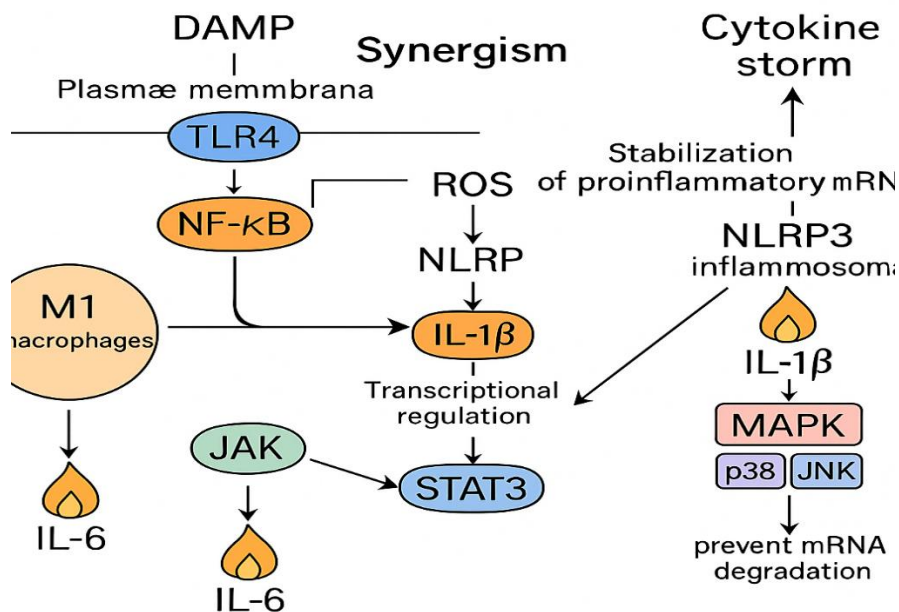 DAMP
Plasmæ memmbrana
TLR4
NF-κB
M1
nacrophages
IL-6
Synergism
ROS
NLRP
IL-1β
Transcriptional
regulation
JAK
STAT3
IL-6
Cytokine
storm
Stabilization
of proinflammatory mRN
NLRP3
inflammosoma
IL-1β
MAPK
p38
JNK
prevent mRNA
degradation